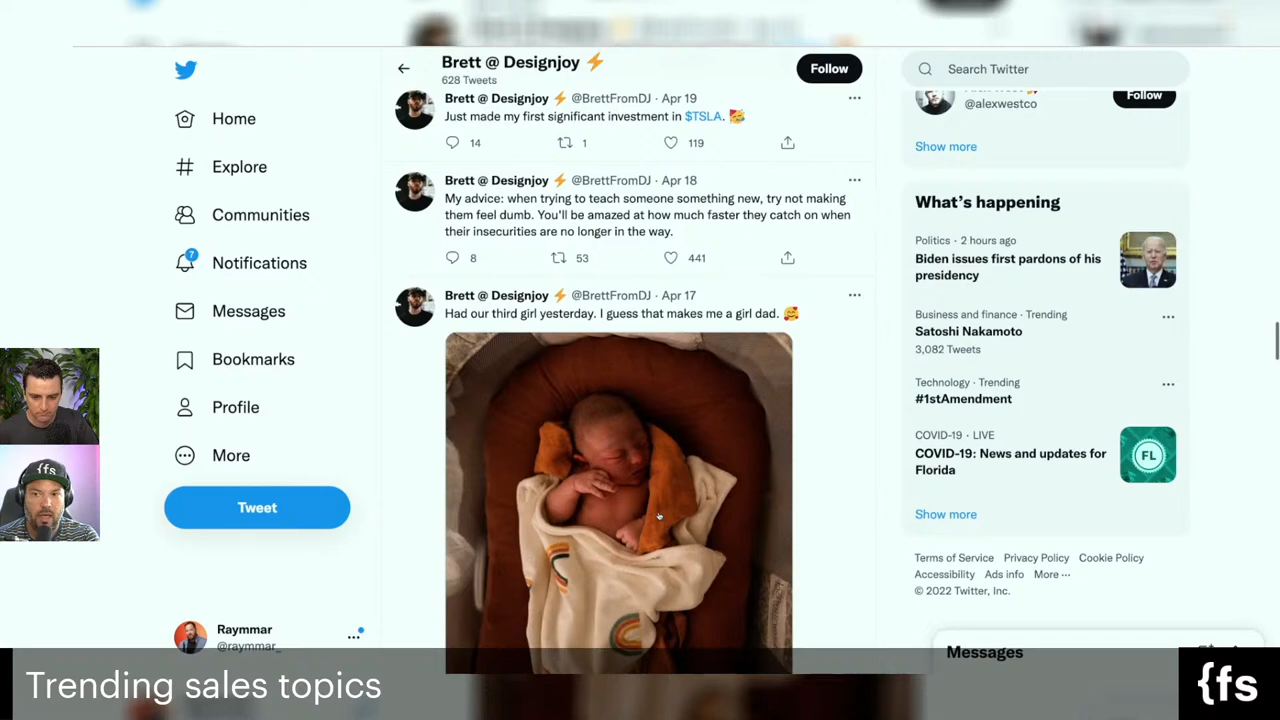 Home
Explore
Communities
7
Notifications
Messages
Bookmarks
Profile
More
Tweet
Raymmar
@raymmar_
Brett @ Designjoy ⚡
628 Tweets
Follow
Brett @ Designjoy ⚡ @BrettFromDJ · Apr 19
Just made my first significant investment in $TSLA. 🥳
14 1 119
Brett @ Designjoy ⚡ @BrettFromDJ · Apr 18
My advice: when trying to teach someone something new, try not making
them feel dumb. You'll be amazed at how much faster they catch on when
their insecurities are no longer in the way.
8 53 441
Brett @ Designjoy ⚡ @BrettFromDJ · Apr 17
Had our third girl yesterday. I guess that makes me a girl dad. 🥰
Search Twitter
@alexwestco
Follow
Show more
What's happening
Politics · 2 hours ago
Biden issues first pardons of his
presidency
Business and finance · Trending
Satoshi Nakamoto
3,082 Tweets
Technology · Trending
#1stAmendment
COVID-19 · LIVE
COVID-19: News and updates for
Florida
FL
Show more
Terms of Service Privacy Policy Cookie Policy
Accessibility Ads info More ···
© 2022 Twitter, Inc.
Messages
{fs
Trending sales topics
{fs